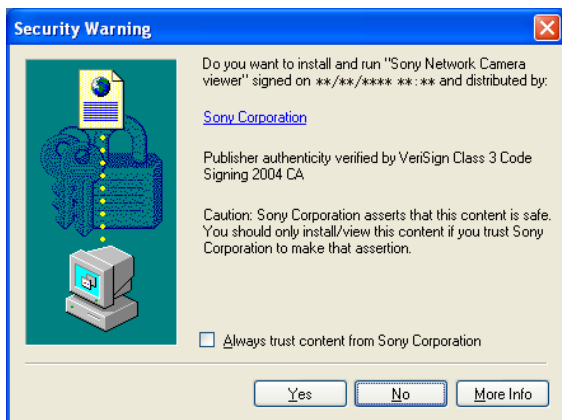 Security Warning
Do you want to install and run "Sony Network Camera
viewer" signed on **/**/**** **:** and distributed by:
Sony Corporation
Publisher authenticity verified by VeriSign Class 3 Code
Signing 2004 CA
Caution: Sony Corporation asserts that this content is safe.
You should only install/view this content if you trust Sony
Corporation to make that assertion.
Always trust content from Sony Corporation
Yes No More Info